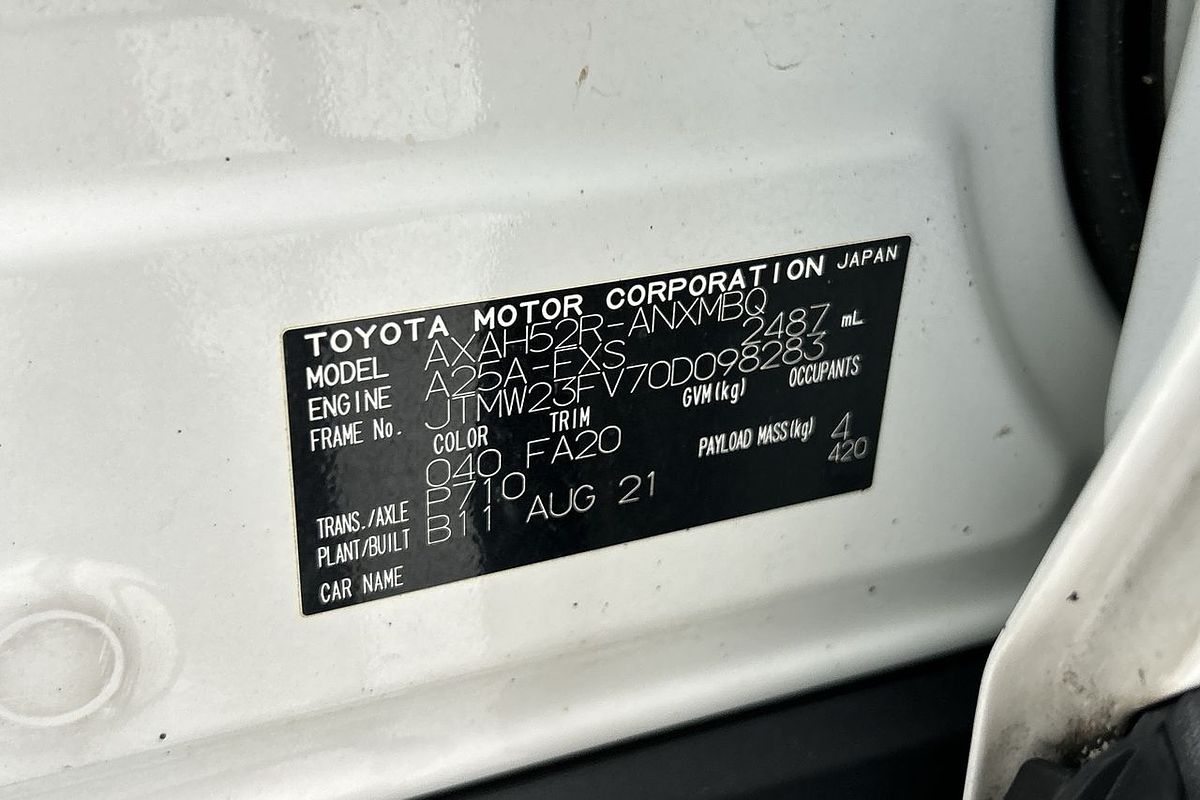 TOYOTA MOTOR CORPORATION JAPAN
MODEL AXAH52R-ANXMBQ
ENGINE A25A-FXS 2487 mL
FRAME No. JTMW23FV70D098283
COLOR TRIM GVM(kg) OCCUPANTS
040 FA20 PAYLOAD MASS(kg) 4
TRANS./AXLE P710 420
PLANT/BUILT B11 AUG 21
CAR NAME